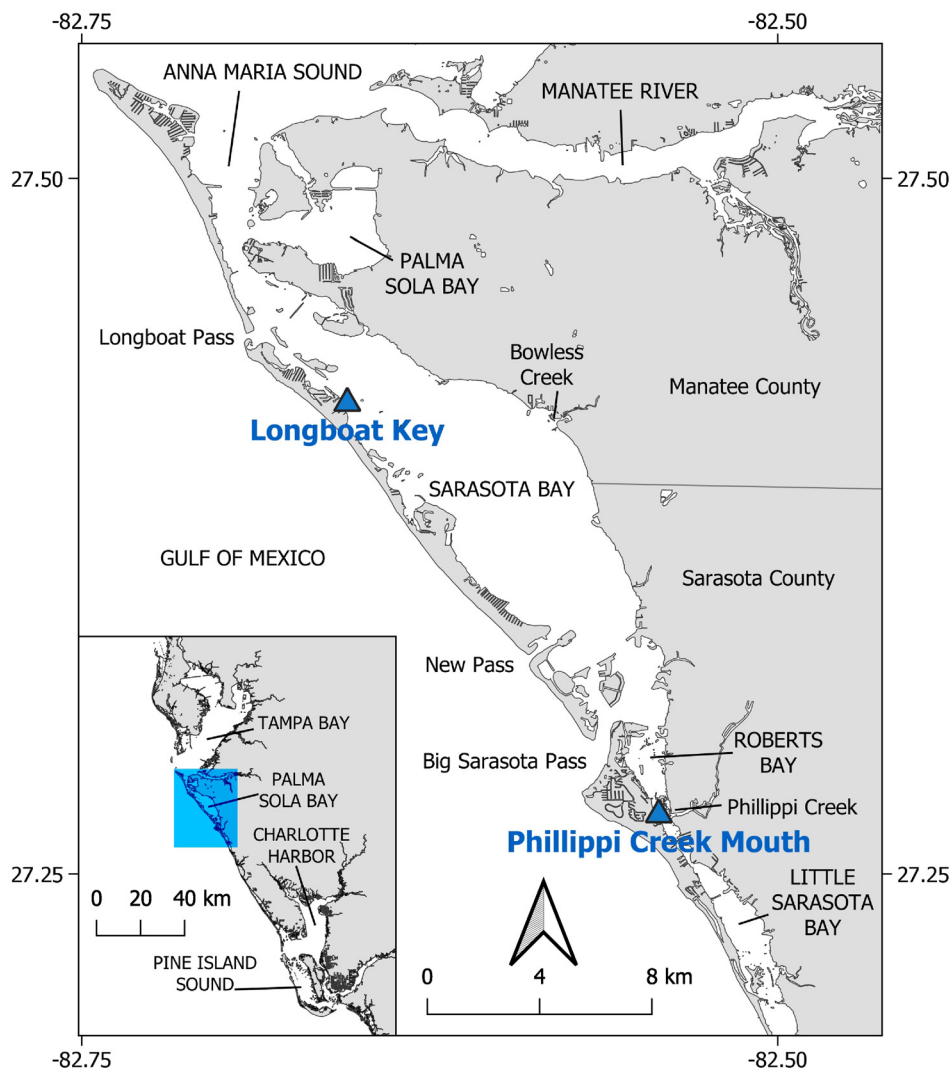 -82.75
-82.50
ANNA MARIA SOUND
MANATEE RIVER
27.50
27.50
PALMA
SOLA BAY
Longboat Pass
Bowless
Creek
Manatee County
Longboat Key
SARASOTA BAY
GULF OF MEXICO
Sarasota County
New Pass
TAMPA BAY
ROBERTS
BAY
Big Sarasota Pass
PALMA
SOLA BAY
Phillippi Creek
CHARLOTTE
HARBOR
Phillippi Creek Mouth
27.25
27.25
LITTLE
SARASOTA
BAY
0 20 40 km
PINE ISLAND
SOUND
0 4 8 km
-82.75
-82.50